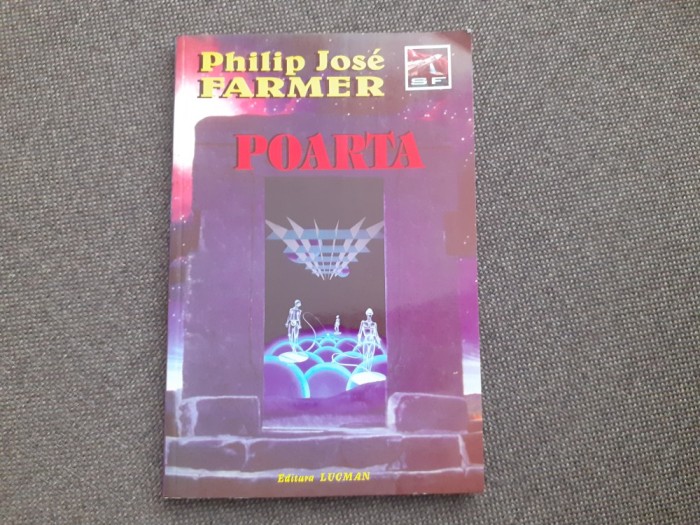 Philip José
FARMER
SF
POARTA
Editura LUCMAN